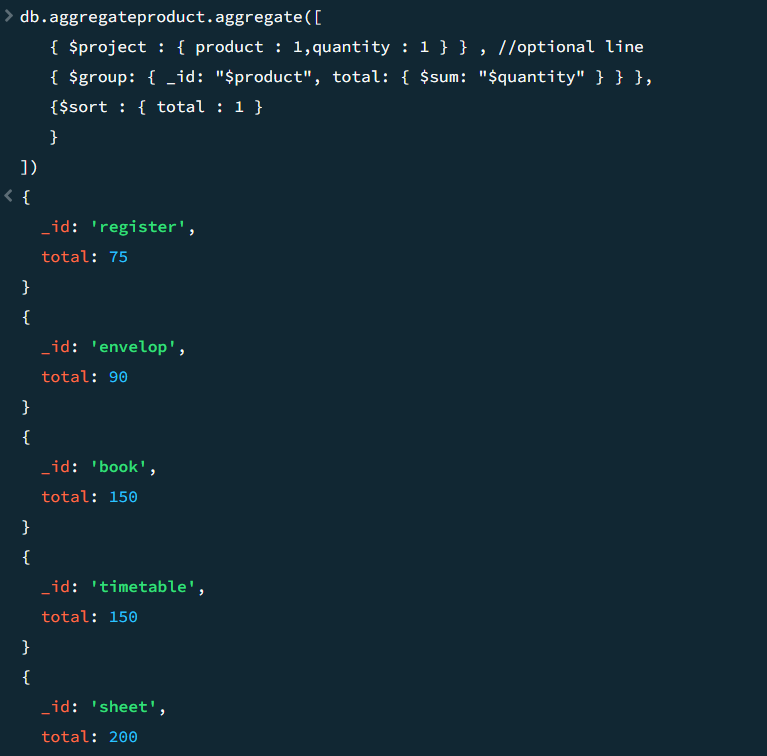 > db.aggregateproduct.aggregate([
{ $project : { product : 1,quantity : 1 } } , //optional line
{ $group: { _id: "$product", total: { $sum: "$quantity" } } },
{$sort : { total : 1 }
}
])
< {
_id: 'register',
total: 75
}
{
_id: 'envelop',
total: 90
}
{
_id: 'book',
total: 150
}
{
_id: 'timetable',
total: 150
}
{
_id: 'sheet',
total: 200